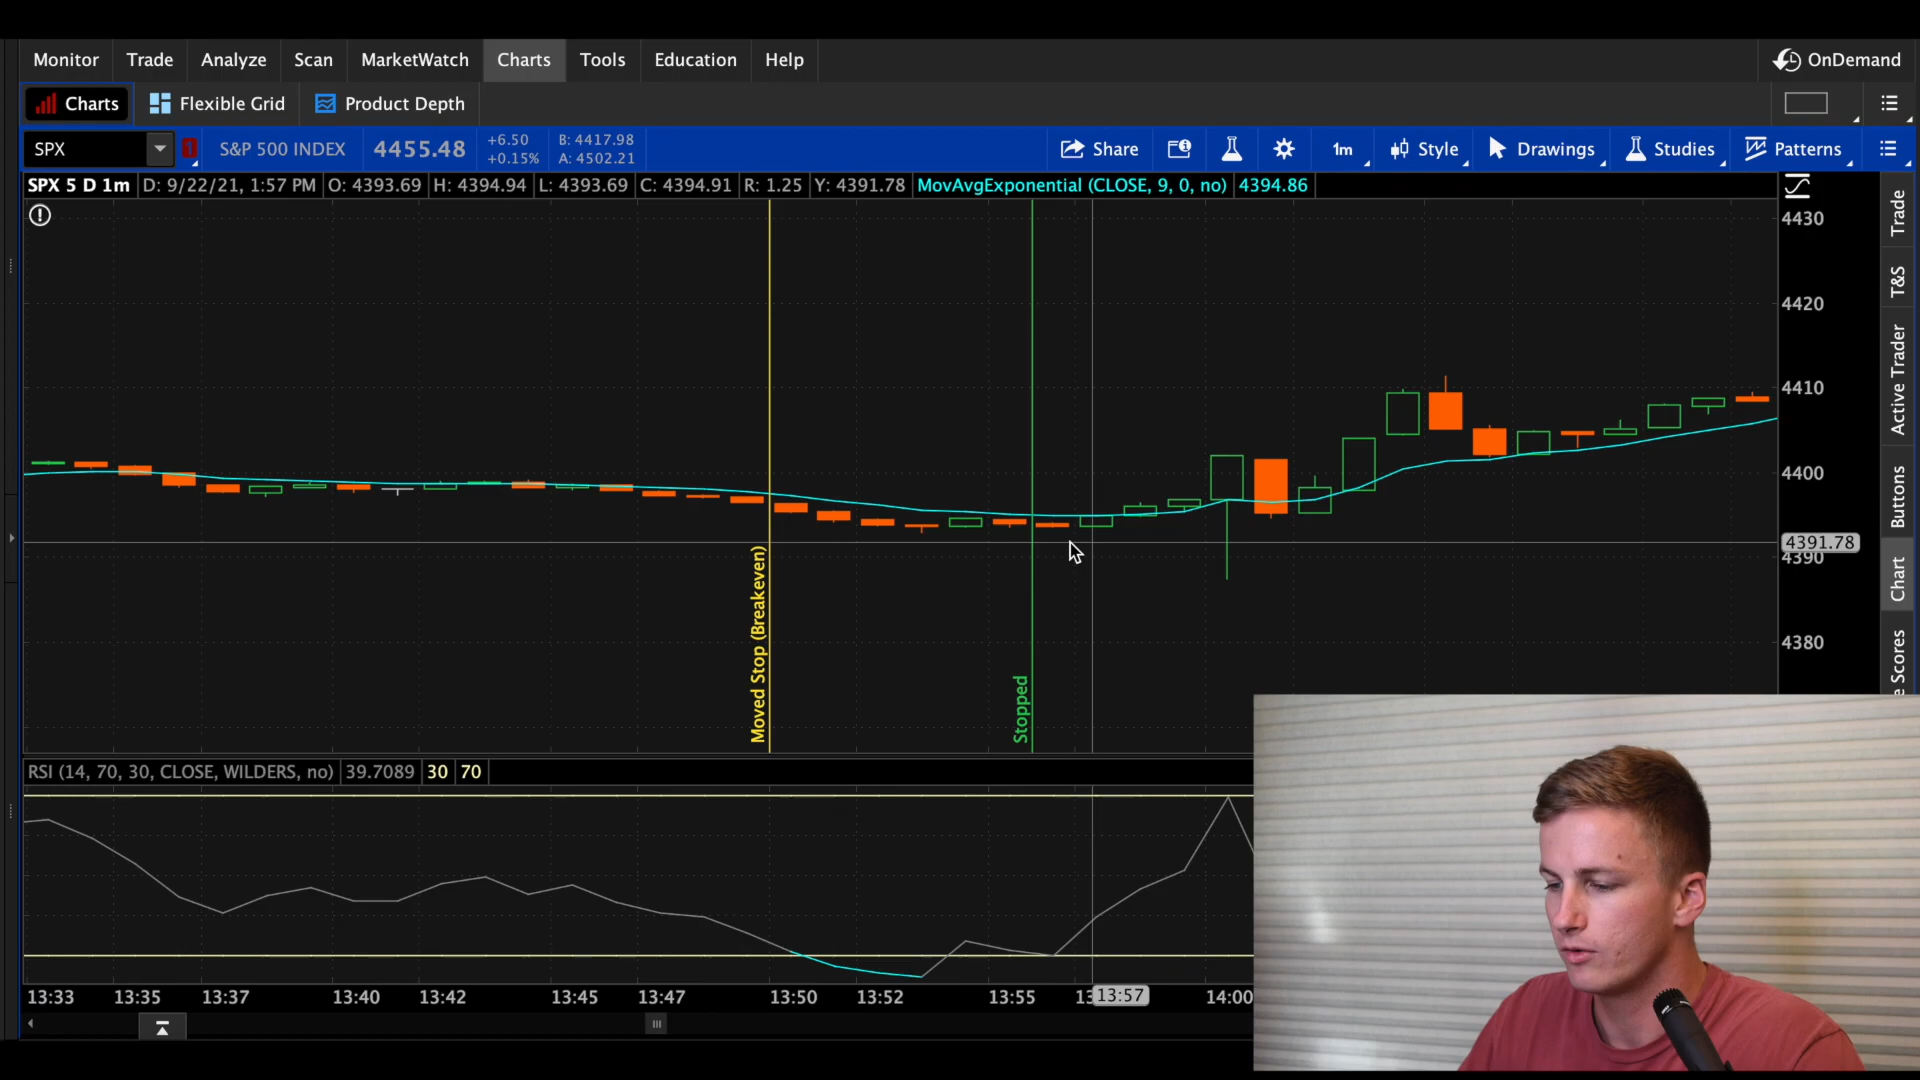 Monitor Trade Analyze Scan MarketWatch Charts Tools Education Help OnDemand
Charts Flexible Grid Product Depth
SPX 1 S&P 500 INDEX 4455.48 +6.50 +0.15% B: 4417.98 A: 4502.21 Share 1m Style Drawings Studies Patterns
SPX 5 D 1m D: 9/22/21, 1:57 PM O: 4393.69 H: 4394.94 L: 4393.69 C: 4394.91 R: 1.25 Y: 4391.78 MovAvgExponential (CLOSE, 9, 0, no) 4394.86
4430
4420
4410
4400
4391.78
4390
4380
Moved Stop (Breakeven)
Stopped
Trade
T&S
Active Trader
Buttons
Chart
e Scores
RSI (14, 70, 30, CLOSE, WILDERS, no) 39.7089 30 70
13:33 13:35 13:37 13:40 13:42 13:45 13:47 13:50 13:52 13:55 13:57 14:00